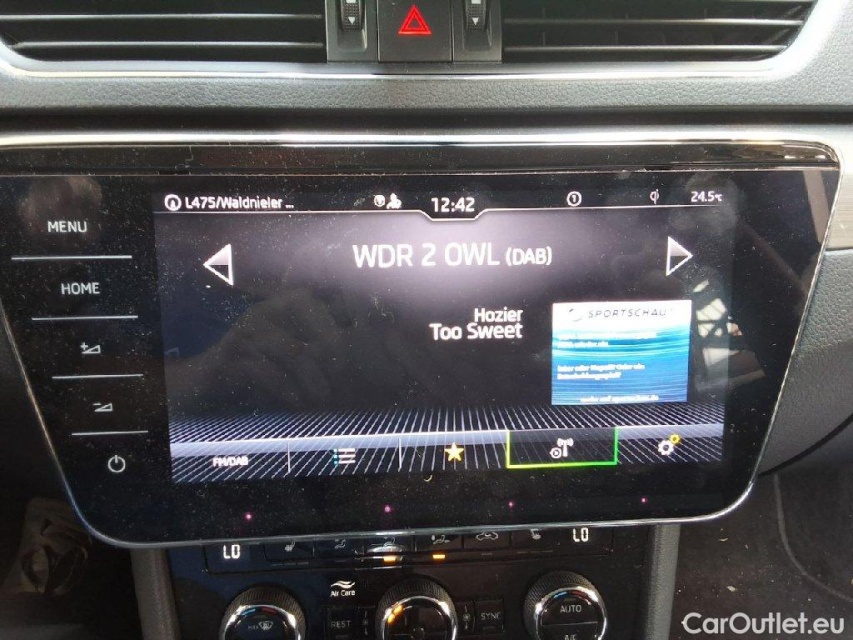 L475/Waldnieler ...
12:42
24.5°C
MENU
WDR 2 OWL (DAB)
HOME
Hozier
Too Sweet
SPORTSCHAU
FM/DAB
LO
LO
Air Care
REST
SYNC
AUTO
A/C
MAX
CarOutlet.eu